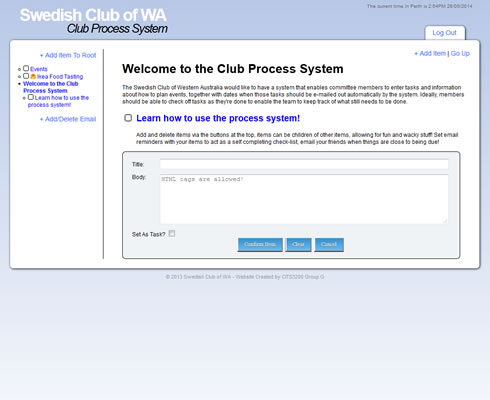 Swedish Club of WA
Club Process System
The current time in Perth is 2:54PM 29/05/2014
Log Out
+ Add Item To Root
Events
Ikea Food Tasting
Welcome to the Club
Process System
Learn how to use the
process system!
+ Add/Delete Email
+ Add Item | Go Up
Welcome to the Club Process System
The Swedish Club of Western Australia would like to have a system that enables committee members to enter tasks and information
about how to plan events, together with dates when those tasks should be e-mailed out automatically by the system. Ideally, members
should be able to check off tasks as they're done to enable the team to keep track of what still needs to be done.
Learn how to use the process system!
Add and delete items via the buttons at the top, items can be children of other items, allowing for fun and wacky stuff! Set email
reminders with your items to act as a self completing check-list, email your friends when things are close to being due!
Title:
Body:
HTML tags are allowed!
Set As Task?
Confirm Item
Clear
Cancel
© 2012 Swedish Club of WA - Website Created by CITS3200 Group G